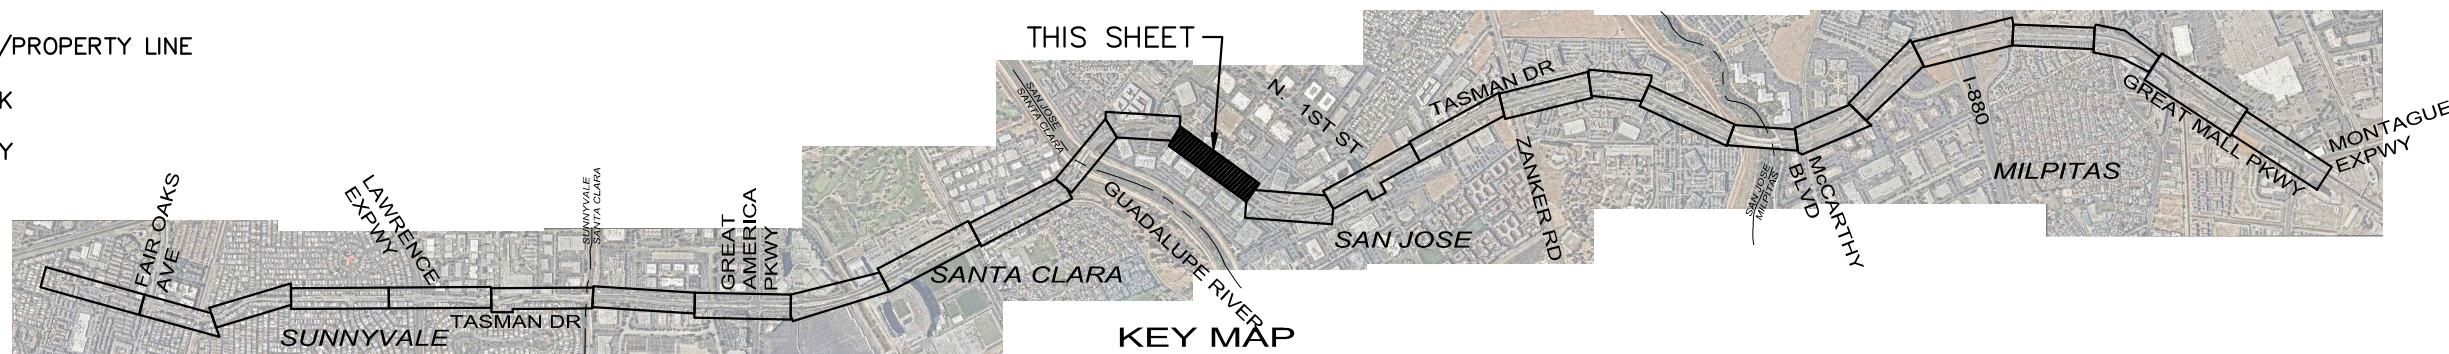 /PROPERTY LINE
K
Y
THIS SHEET
FAIR OAKS
AVE
LAWRENCE
EXPWY
SUNNYVALE
SANTA CLARA
GREAT
AMERICA
PKWY
TASMAN DR
SUNNYVALE
SANTA CLARA
SAN JOSE
SANTA CLARA
GUADALUPE RIVER
N. 1ST ST
SAN JOSE
TASMAN DR
ZANKER RD
SAN JOSE
MILPITAS
McCARTHY
BLVD
I-880
MILPITAS
GREAT MALL PKWY
MONTAGUE
EXPWY
KEY MAP